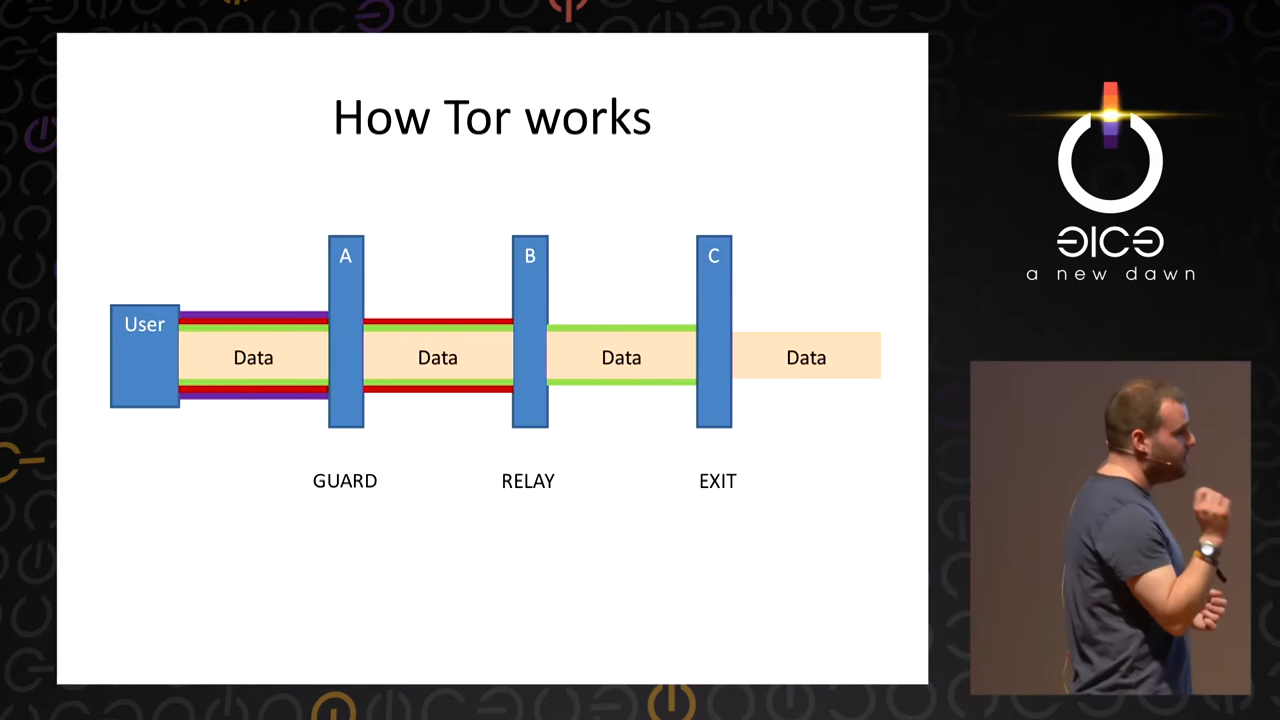 How Tor works
A
B
C
User
Data
Data
Data
Data
GUARD
RELAY
EXIT
a new dawn